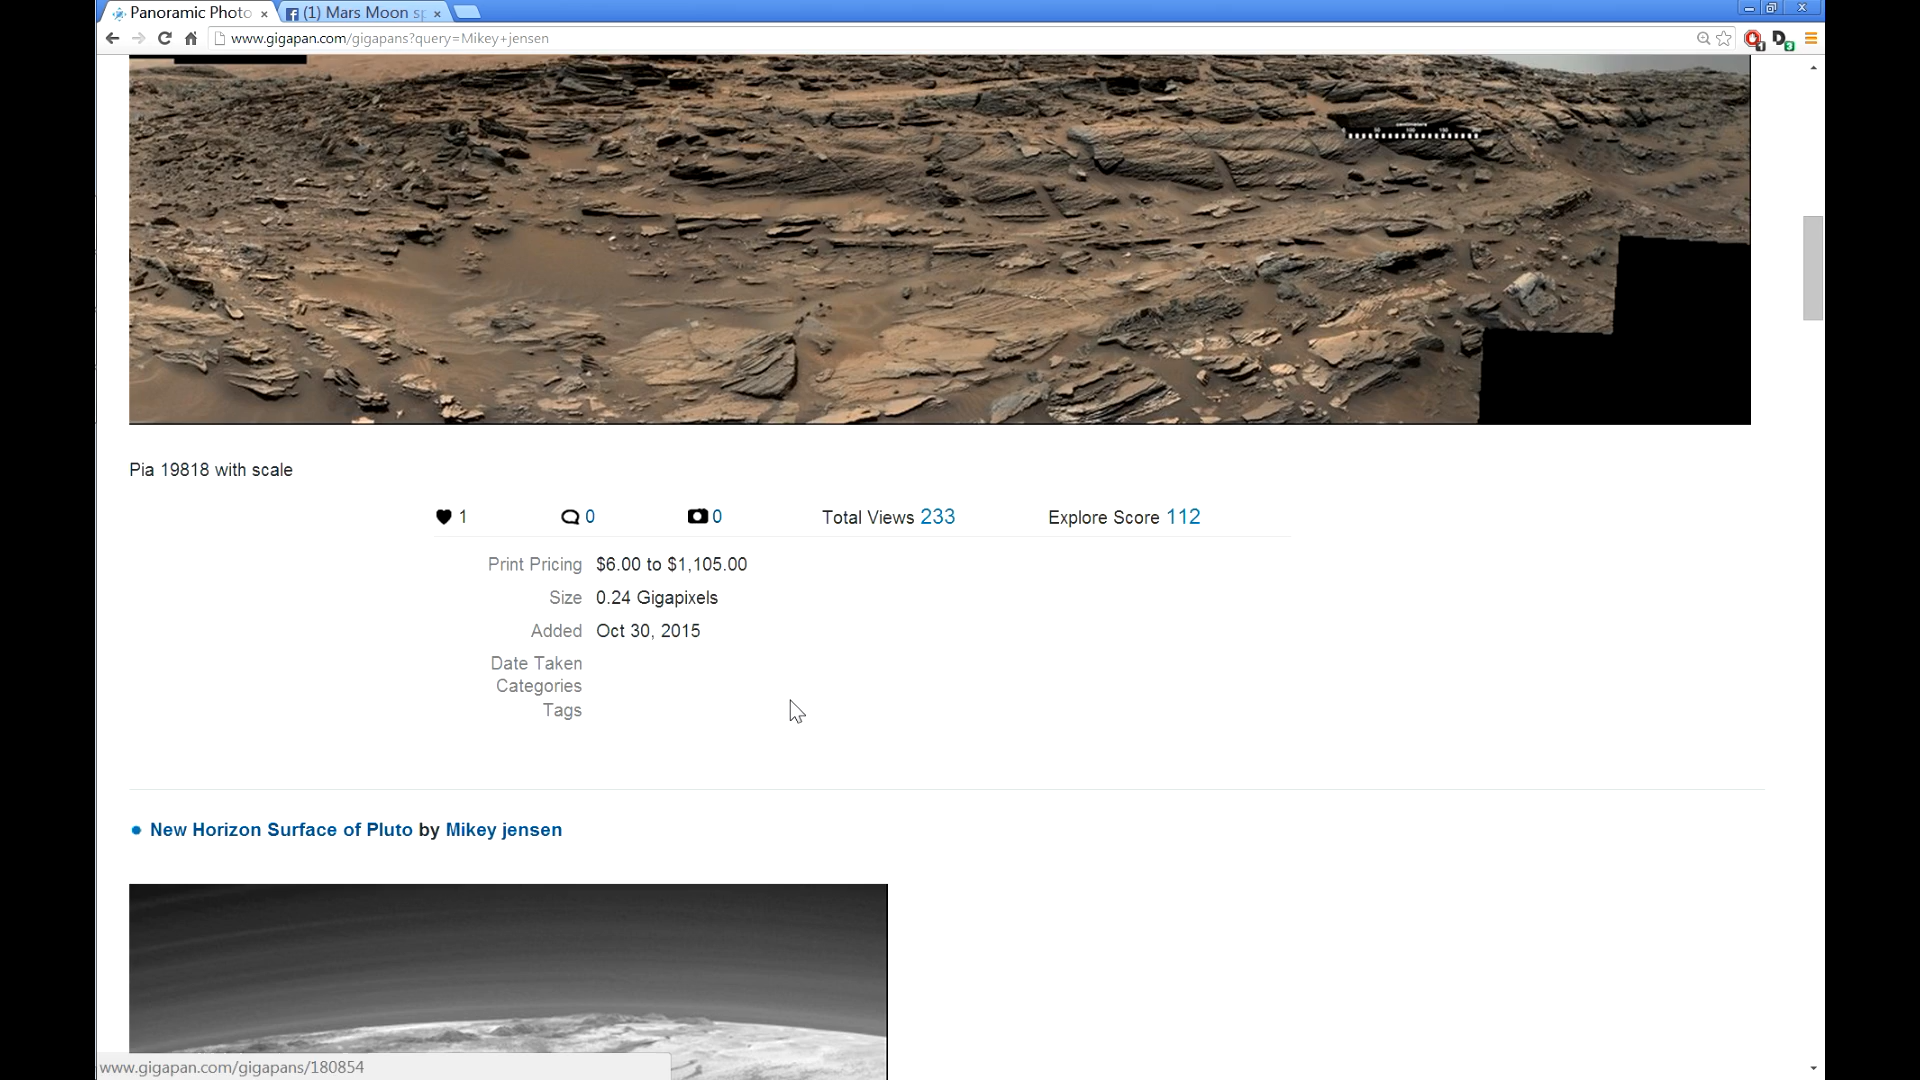 Panoramic Photo
(1) Mars Moon sp
www.gigapan.com/gigapans?query=Mikey+jensen
Pia 19818 with scale
1
0
0
Total Views 233
Explore Score 112
Print Pricing $6.00 to $1,105.00
Size 0.24 Gigapixels
Added Oct 30, 2015
Date Taken
Categories
Tags
New Horizon Surface of Pluto by Mikey jensen
www.gigapan.com/gigapans/180854